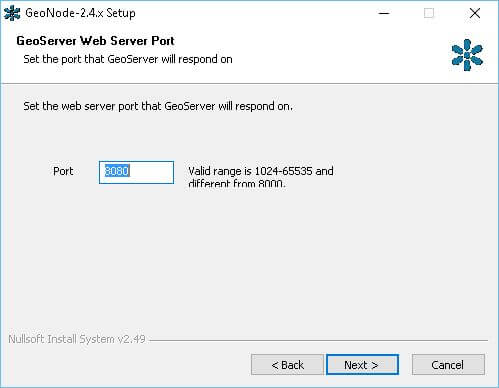 GeoNode-2.4.x Setup
GeoServer Web Server Port
Set the port that GeoServer will respond on
Set the web server port that GeoServer will respond on.
Port
8080
Valid range is 1024-65535 and
different from 8000.
Nullsoft Install System v2.49
< Back
Next >
Cancel